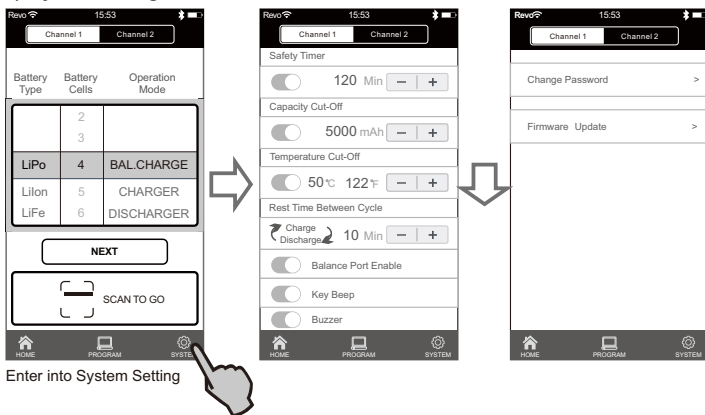 Revo 15:53
Channel 1 Channel 2
Battery Type Battery Cells Operation Mode
2
3
LiPo 4 BAL.CHARGE
LiIon 5 CHARGER
LiFe 6 DISCHARGER
NEXT
SCAN TO GO
HOME PROGRAM SYSTEM
Enter into System Setting
Revo 15:53
Channel 1 Channel 2
Safety Timer
120 Min − | +
Capacity Cut-Off
5000 mAh − | +
Temperature Cut-Off
50℃ 122℉ − | +
Rest Time Between Cycle
Charge
Discharge 10 Min − | +
Balance Port Enable
Key Beep
Buzzer
HOME PROGRAM SYSTEM
Revo 15:53
Channel 1 Channel 2
Change Password >
Firmware Update >
HOME PROGRAM SYSTEM